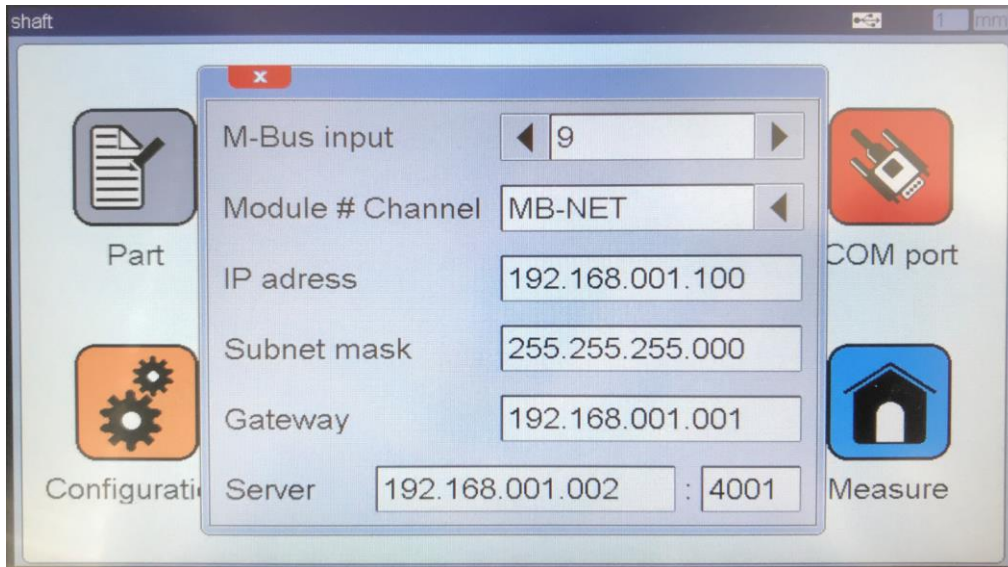 shaft 1 mm
x
M-Bus input 9
Module # Channel MB-NET
Part
COM port
IP adress 192.168.001.100
Subnet mask 255.255.255.000
Gateway 192.168.001.001
Server 192.168.001.002 : 4001
Configurati
Measure